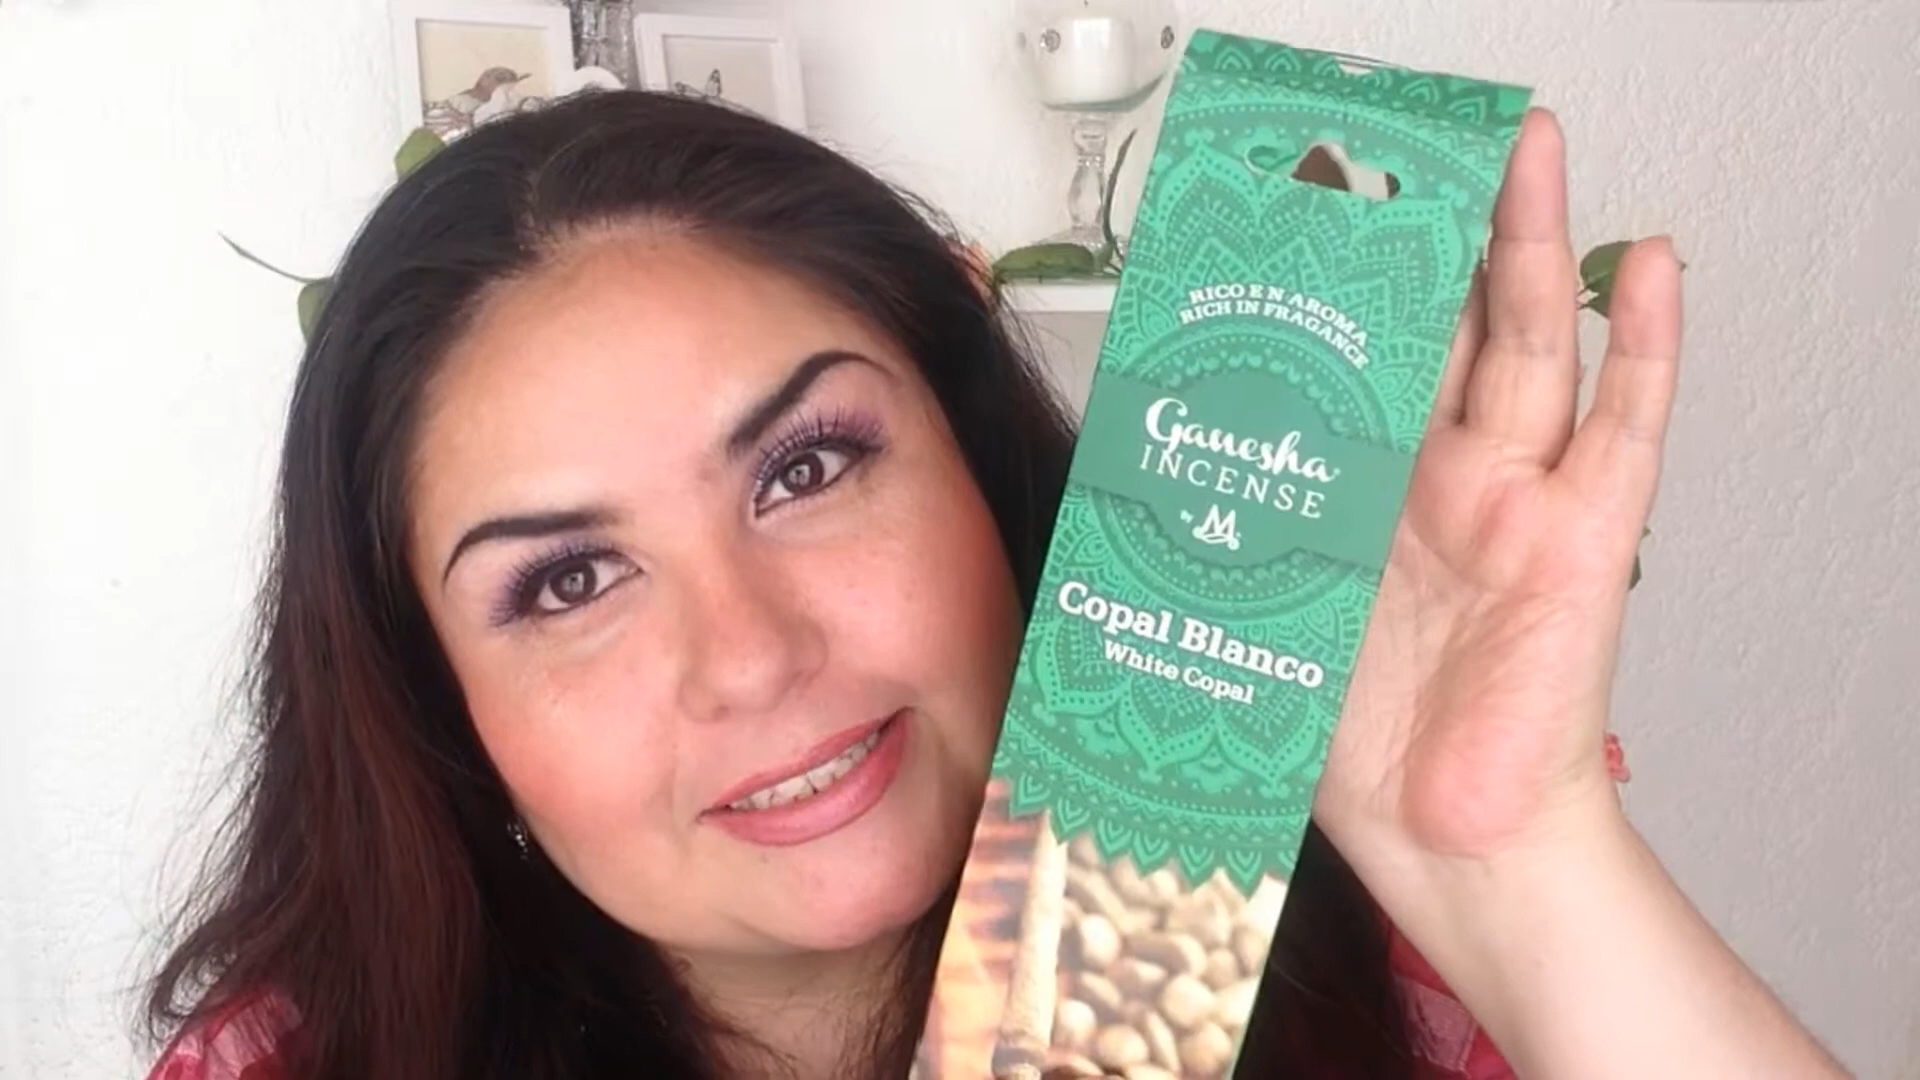 RICO EN AROMA
RICH IN FRAGANCE
Ganesha
INCENSE
by M
Copal Blanco
White Copal